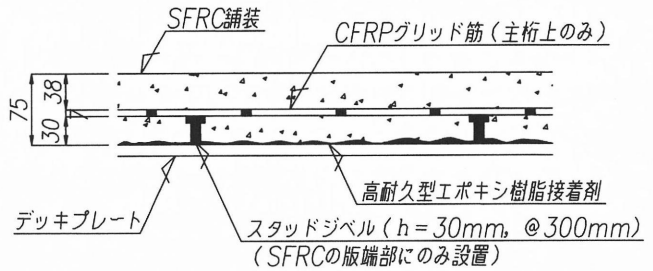 SFRC舗装
CFRPグリッド筋(主桁上のみ)
75
38
30
高耐久型エポキシ樹脂接着剤
デッキプレート
スタッドジベル(h=30mm, @300mm)
(SFRCの版端部にのみ設置)